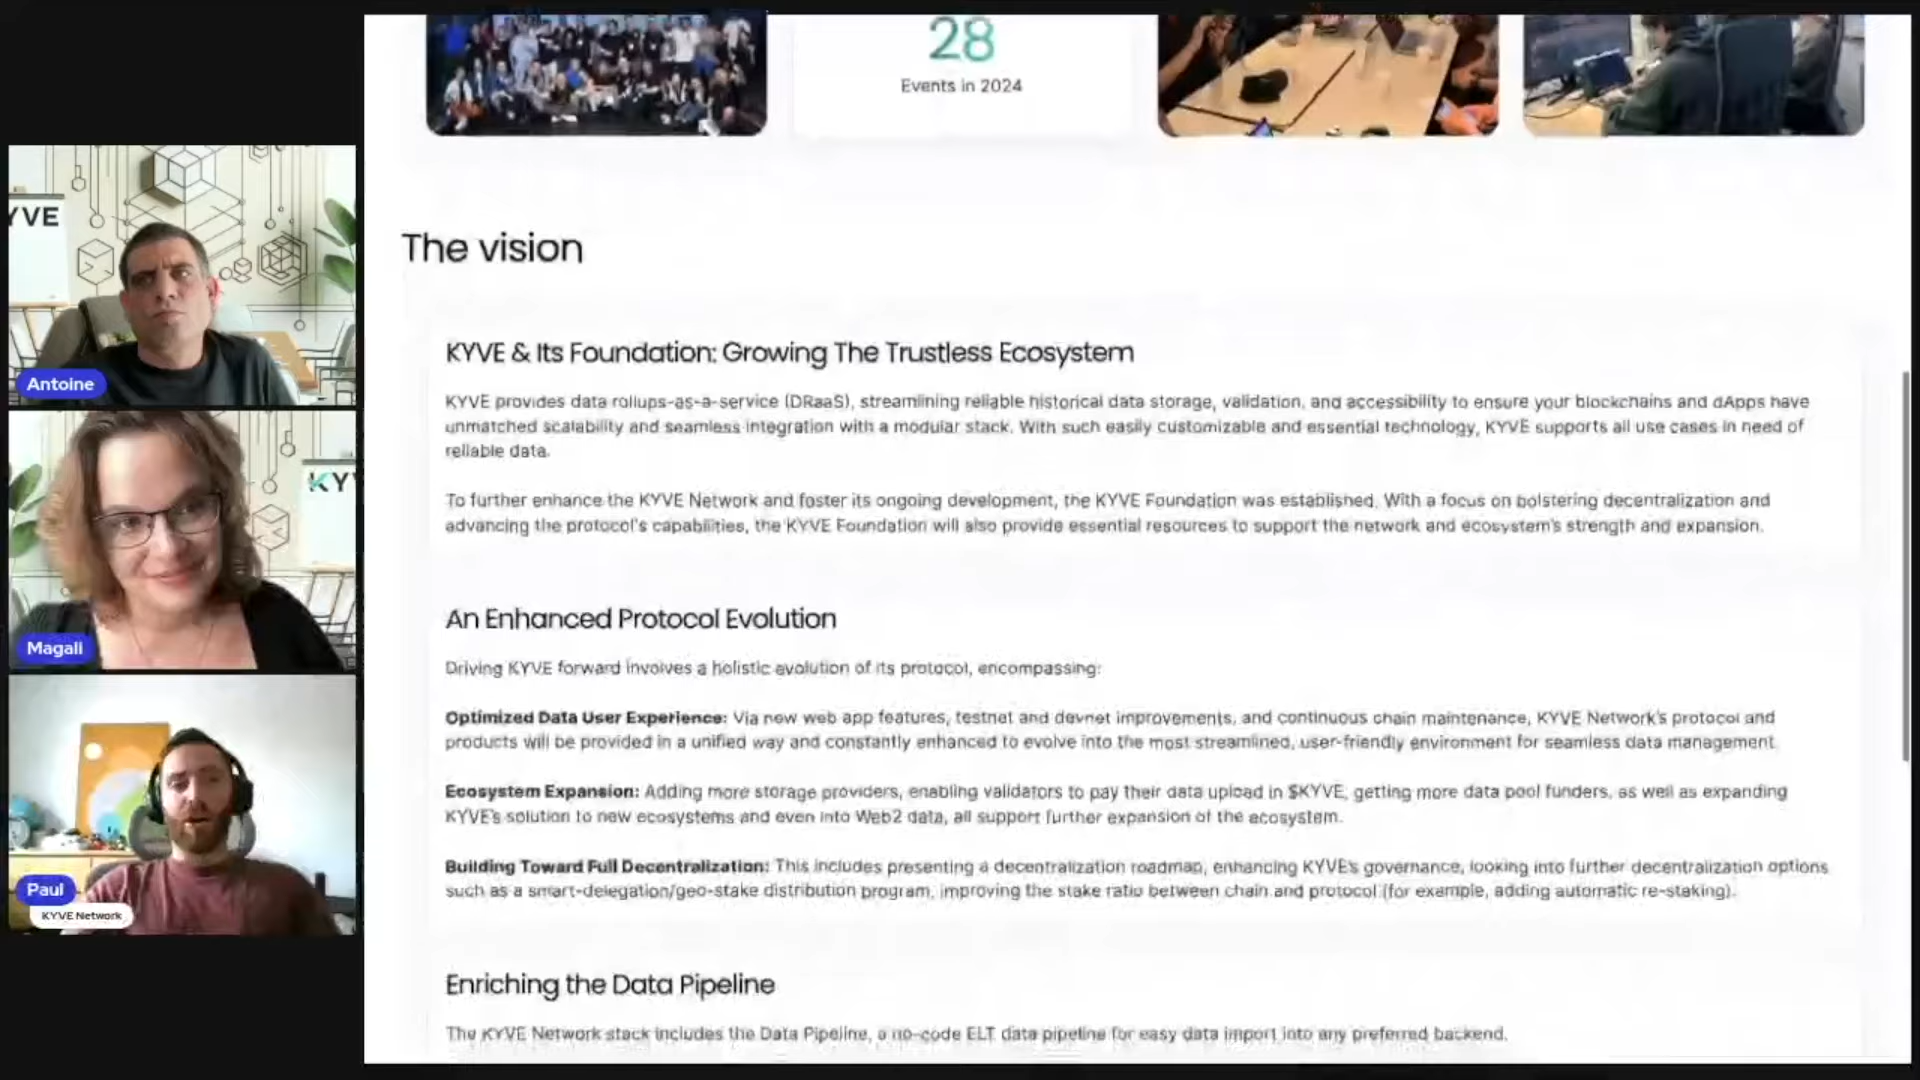 YVE
Antoine
KY
Magali
Paul
KYVE Network
28
Events in 2024
The vision
KYVE & Its Foundation: Growing The Trustless Ecosystem
KYVE provides data rollups-as-a-service (DRaaS), streamlining reliable historical data storage, validation, and accessibility to ensure your blockchains and dApps have
unmatched scalability and seamless integration with a modular stack. With such easily customizable and essential technology, KYVE supports all use cases in need of
reliable data.
To further enhance the KYVE Network and foster its ongoing development, the KYVE Foundation was established. With a focus on bolstering decentralization and
advancing the protocol's capabilities, the KYVE Foundation will also provide essential resources to support the network and ecosystem's strength and expansion.
An Enhanced Protocol Evolution
Driving KYVE forward involves a holistic evolution of its protocol, encompassing:
Optimized Data User Experience: Via new web app features, testnet and devnet improvements, and continuous chain maintenance, KYVE Network's protocol and
products will be provided in a unified way and constantly enhanced to evolve into the most streamlined, user-friendly environment for seamless data management.
Ecosystem Expansion: Adding more storage providers, enabling validators to pay their data upload in $KYVE, getting more data pool funders, as well as expanding
KYVE's solution to new ecosystems and even into Web2 data, all support further expansion of the ecosystem.
Building Toward Full Decentralization: This includes presenting a decentralization roadmap, enhancing KYVE's governance, looking into further decentralization options
such as a smart-delegation/geo-stake distribution program, improving the stake ratio between chain and protocol (for example, adding automatic re-staking).
Enriching the Data Pipeline
The KYVE Network stack includes the Data Pipeline, a no-code ELT data pipeline for easy data import into any preferred backend.